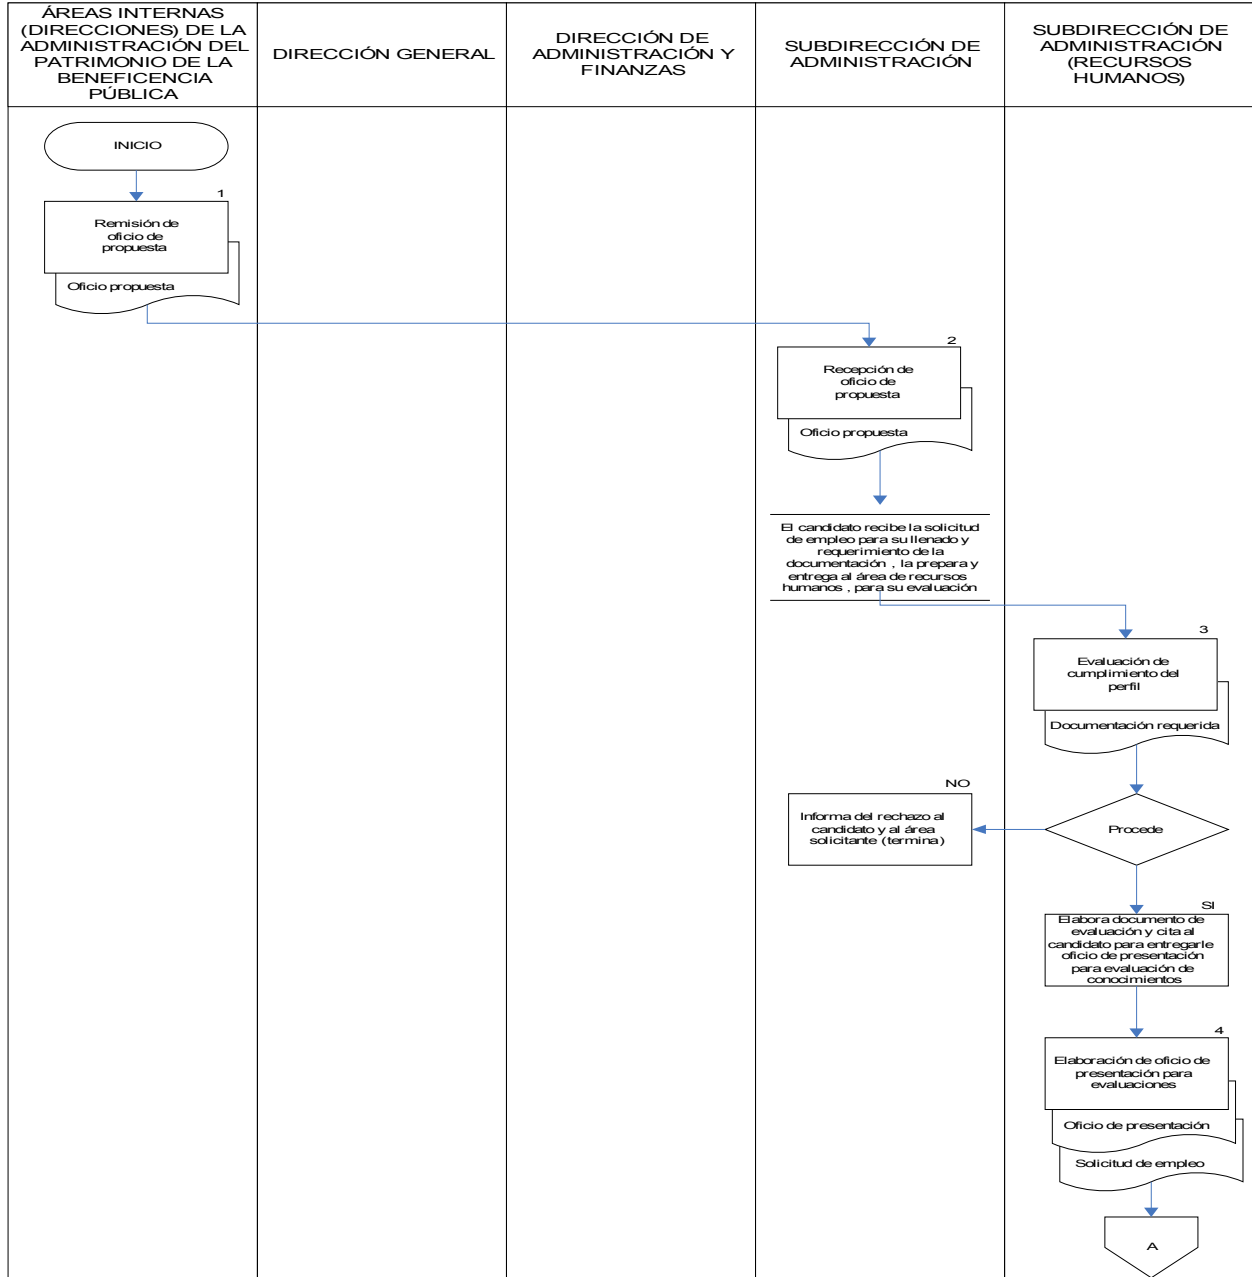 ÁREAS INTERNAS
(DIRECCIONES) DE LA
ADMINISTRACIÓN DEL
PATRIMONIO DE LA
BENEFICENCIA
PÚBLICA
DIRECCIÓN GENERAL
DIRECCIÓN DE
ADMINISTRACIÓN Y
FINANZAS
SUBDIRECCIÓN DE
ADMINISTRACIÓN
SUBDIRECCIÓN DE
ADMINISTRACIÓN
(RECURSOS
HUMANOS)
INICIO
1
Remisión de
oficio de
propuesta
Oficio propuesta
2
Recepción de
oficio de
propuesta
Oficio propuesta
El candidato recibe la solicitud
de empleo para su llenado y
requerimiento de la
documentación , la prepara y
entrega al área de recursos
humanos , para su evaluación
3
Evaluación de
cumplimiento del
perfil
Documentación requerida
NO
Informa del rechazo al
candidato y al área
solicitante (termina)
Procede
SI
Elabora documento de
evaluación y cita al
candidato para entregarle
oficio de presentación
para evaluación de
conocimientos
4
Elaboración de oficio de
presentación para
evaluaciones
Oficio de presentación
Solicitud de empleo
A